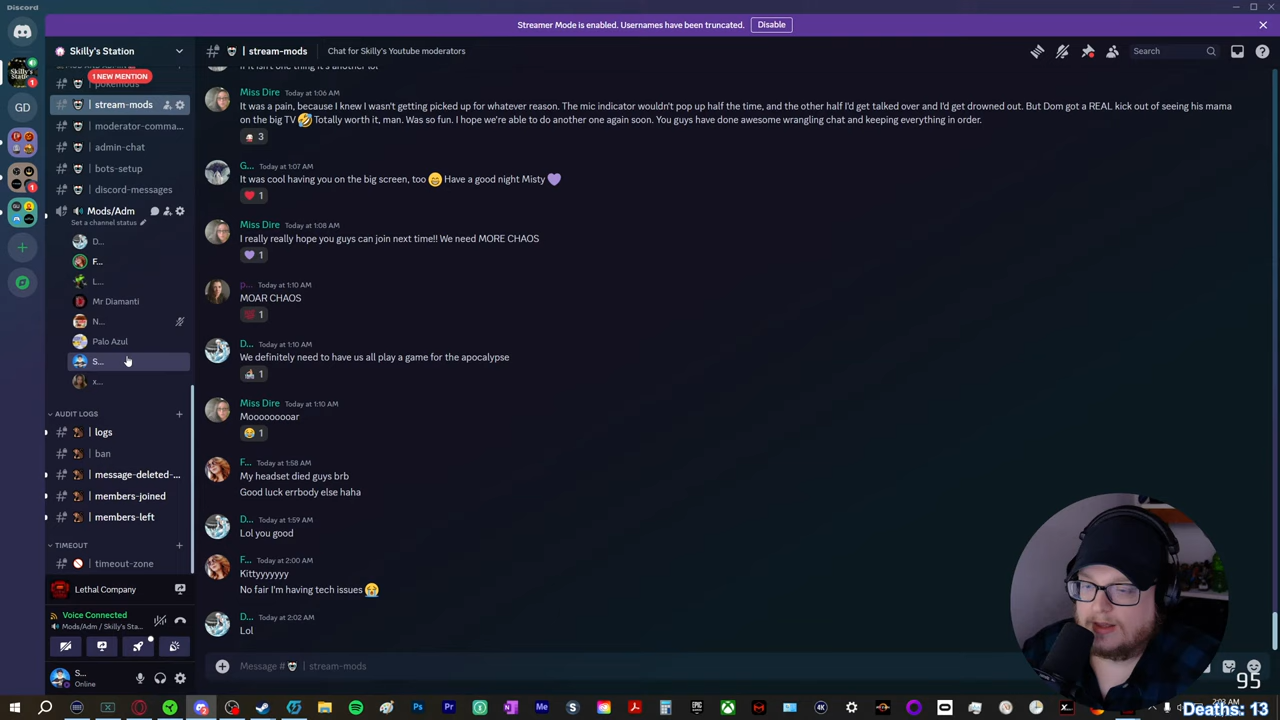 Discord
Streamer Mode is enabled. Usernames have been truncated.
Disable
Skilly's Station
stream-mods
Chat for Skilly's Youtube moderators
Search
1 NEW MENTION
pokemods
stream-mods
moderator-comma...
admin-chat
bots-setup
discord-messages
Mods/Adm
Set a channel status
D...
F...
L...
Mr Diamanti
N...
Palo Azul
S...
x...
AUDIT LOGS
logs
ban
message-deleted-...
members-joined
members-left
TIMEOUT
timeout-zone
Lethal Company
Voice Connected
Mods/Adm / Skilly's Sta...
S...
Online
If it isn't one thing it's another lol
Miss Dire Today at 1:06 AM
It was a pain, because I knew I wasn't getting picked up for whatever reason. The mic indicator wouldn't pop up half the time, and the other half I'd get talked over and I'd get drowned out. But Dom got a REAL kick out of seeing his mama
on the big TV 🤣 Totally worth it, man. Was so fun. I hope we're able to do another one again soon. You guys have done awesome wrangling chat and keeping everything in order.
3
G... Today at 1:07 AM
It was cool having you on the big screen, too 😁 Have a good night Misty 💜
1
Miss Dire Today at 1:08 AM
I really really hope you guys can join next time!! We need MORE CHAOS
1
p... Today at 1:10 AM
MOAR CHAOS
1
D... Today at 1:10 AM
We definitely need to have us all play a game for the apocalypse
1
Miss Dire Today at 1:10 AM
Mooooooooar
1
F... Today at 1:58 AM
My headset died guys brb
Good luck errbody else haha
D... Today at 1:59 AM
Lol you good
F... Today at 2:00 AM
Kittyyyyyyy
No fair I'm having tech issues 😭
D... Today at 2:02 AM
Lol
Message # | stream-mods
95
Deaths: 13